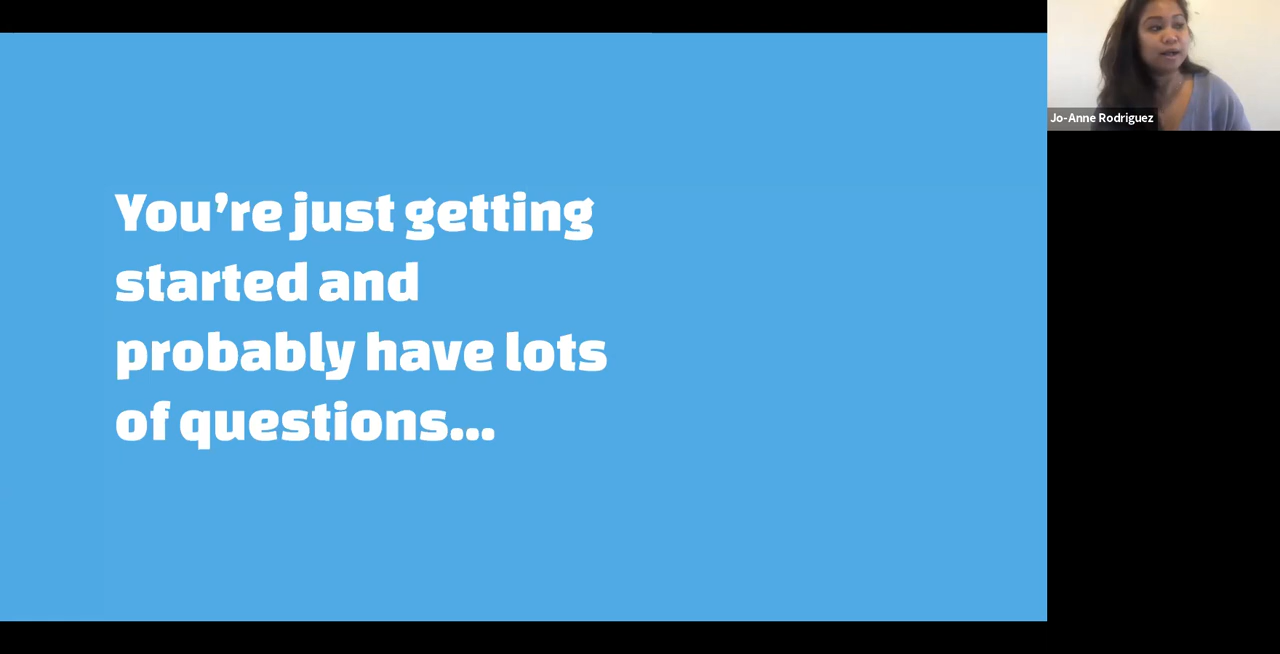 You’re just getting
started and
probably have lots
of questions...
Jo-Anne Rodriguez